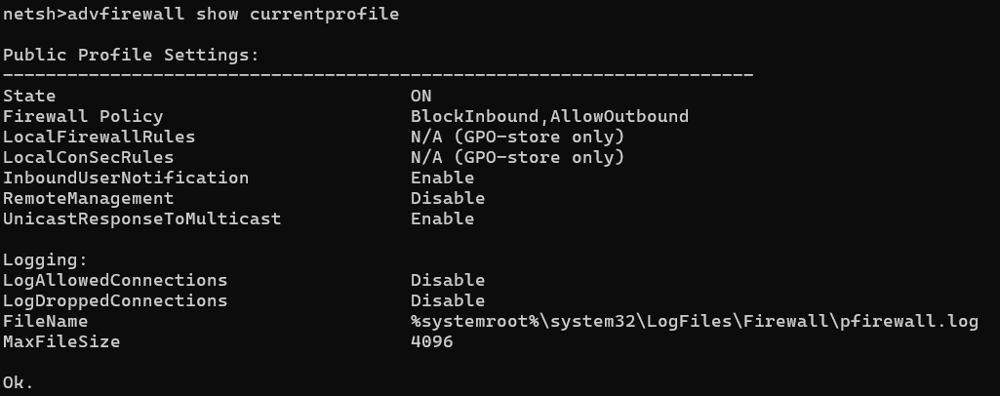 netsh>advfirewall show currentprofile
Public Profile Settings:
----------------------------------------------------------------------
State ON
Firewall Policy BlockInbound,AllowOutbound
LocalFirewallRules N/A (GPO-store only)
LocalConSecRules N/A (GPO-store only)
InboundUserNotification Enable
RemoteManagement Disable
UnicastResponseToMulticast Enable
Logging:
LogAllowedConnections Disable
LogDroppedConnections Disable
FileName %systemroot%\system32\LogFiles\Firewall\pfirewall.log
MaxFileSize 4096
Ok.